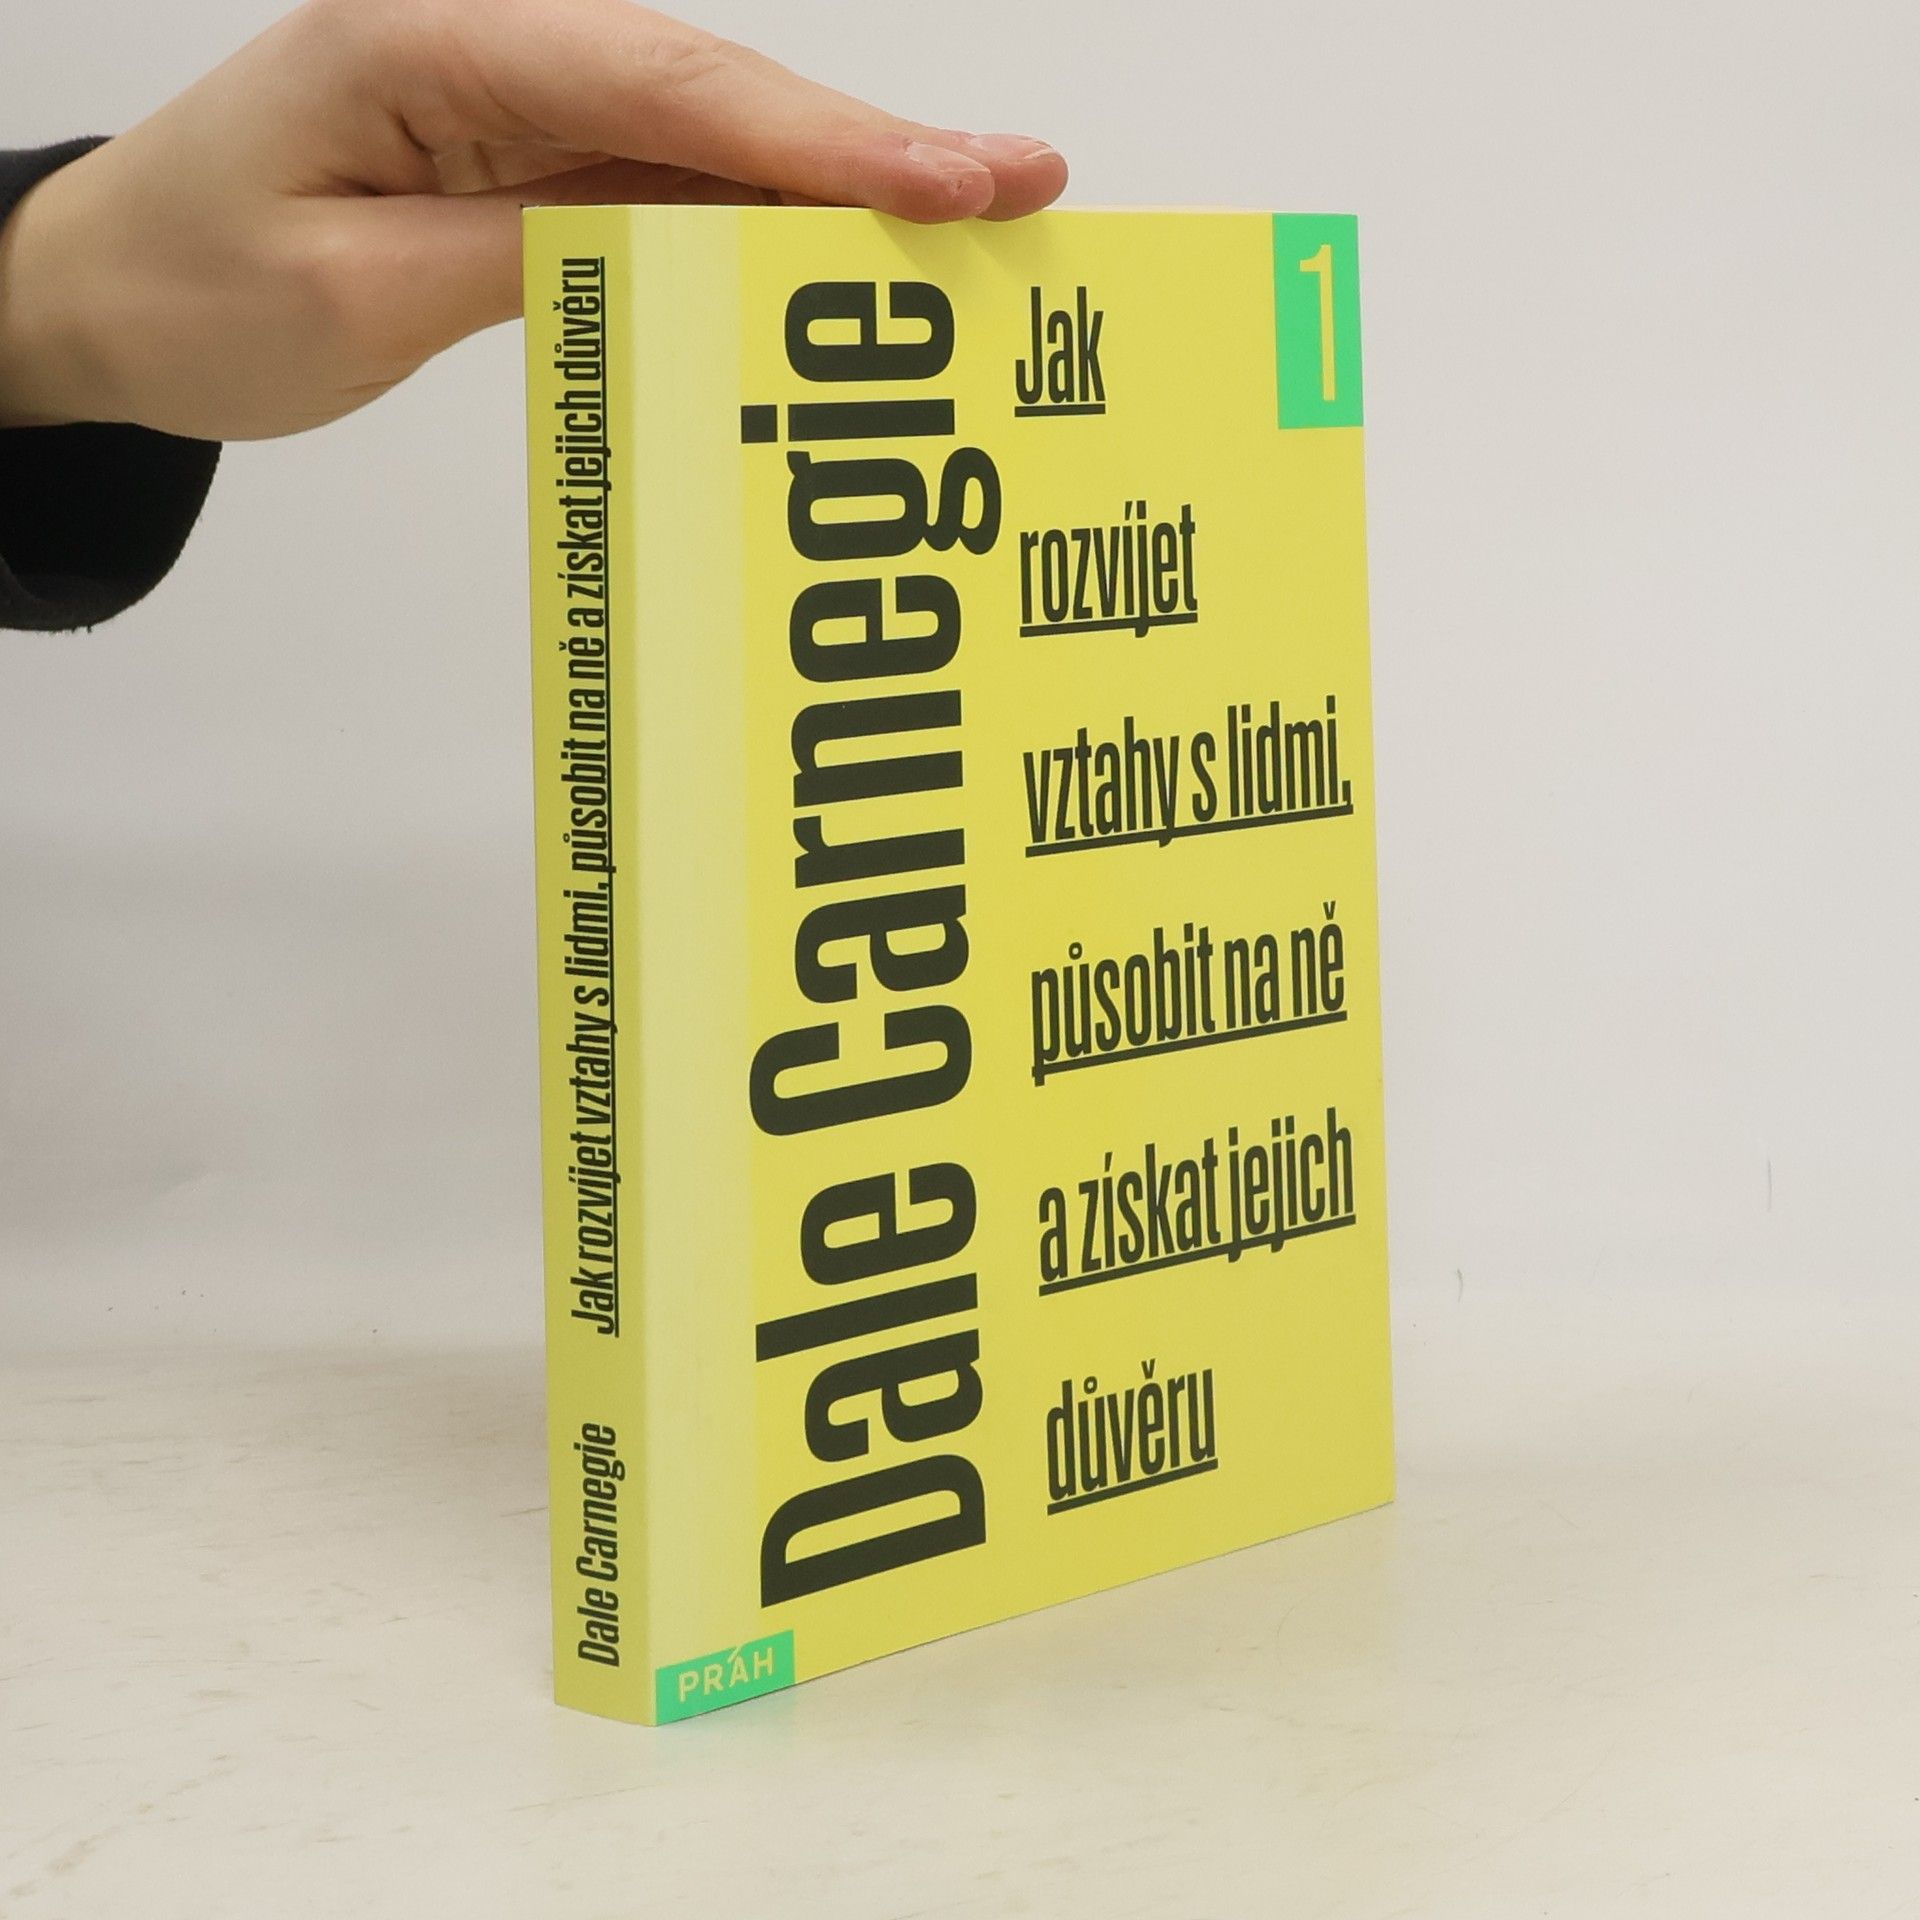 Dale Carnegie Jak rozvíjet vztahy s lidmi, působit na ně a získat jejich důvěru
Dale Carnegie
1
Jak
rozvíjet
vztahy s lidmi,
působit na ně
a získat jejich
důvěru
PRÁH